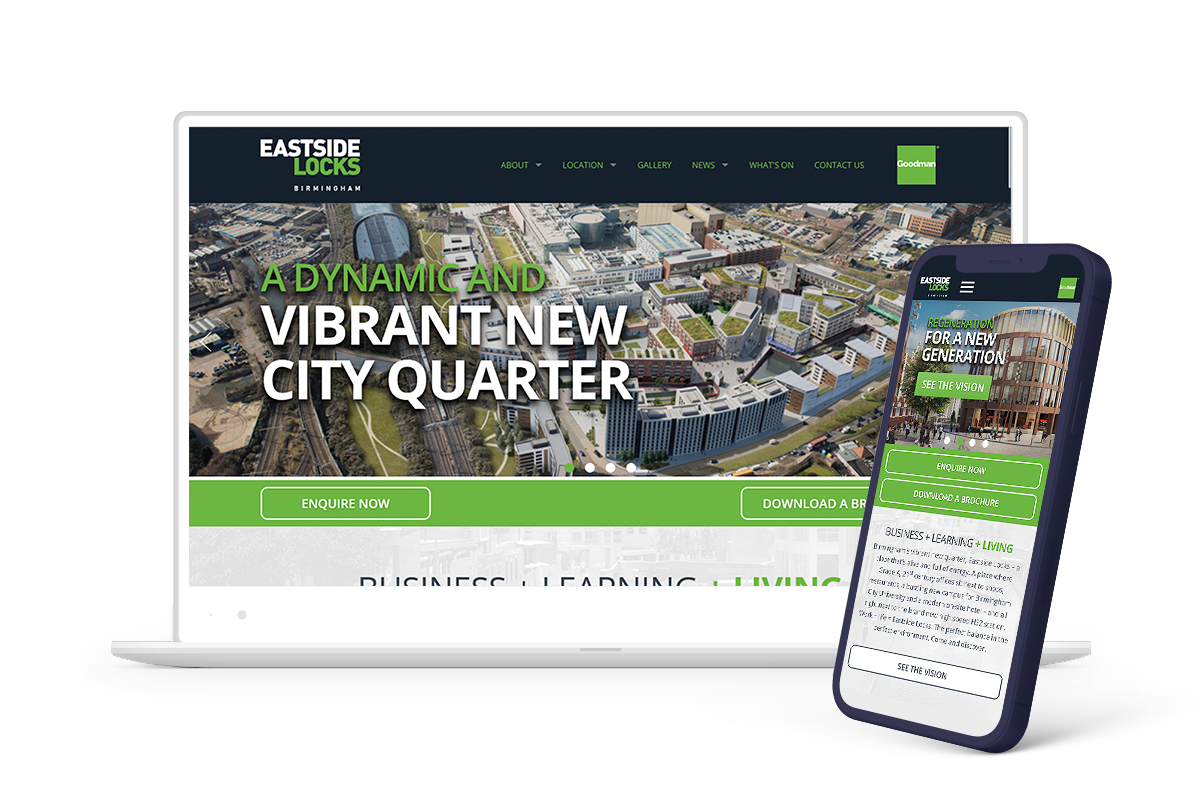 EASTSIDE
LOCKS
BIRMINGHAM
ABOUT
LOCATION
GALLERY
NEWS
WHAT'S ON
CONTACT US
Goodman
A DYNAMIC AND
VIBRANT NEW
CITY QUARTER
ENQUIRE NOW
DOWNLOAD A BR
BUSINESS + LEARNING + LIVING
EASTSIDE
LOCKS
BIRMINGHAM
REGENERATION
FOR A NEW
GENERATION
SEE THE VISION
ENQUIRE NOW
DOWNLOAD A BROCHURE
BUSINESS + LEARNING + LIVING
Birmingham's vibrant new quarter, Eastside Locks – a
place that's alive and full of energy. A place where
Grade A, 21st century offices sit next to shops,
restaurants, a bustling new campus for Birmingham
City University and a modern on-site hotel – and all
right next to the brand new high speed HS2 station.
Work + life = Eastside Locks. The perfect balance in the
perfect environment. Come and discover.
SEE THE VISION